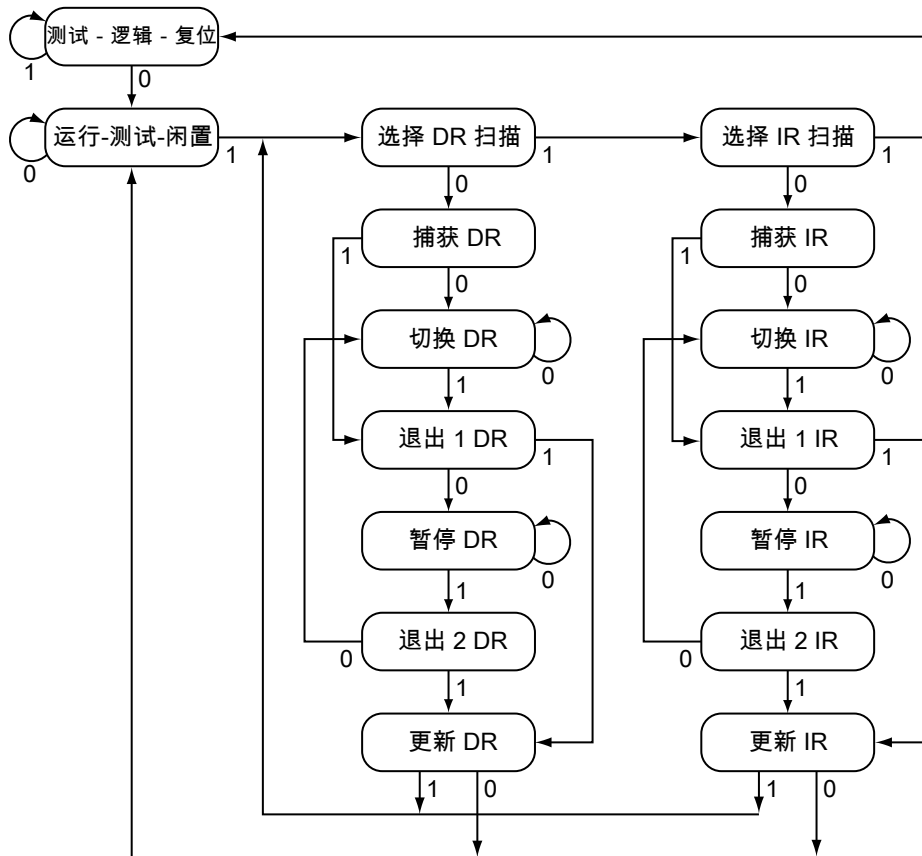 测试 - 逻辑 - 复位
1
0
运行-测试-闲置
0
1
选择 DR 扫描
1
选择 IR 扫描
1
0
0
捕获 DR
1
捕获 IR
1
0
0
切换 DR
0
切换 IR
0
1
1
退出 1 DR
1
退出 1 IR
1
0
0
暂停 DR
0
暂停 IR
0
1
1
退出 2 DR
0
退出 2 IR
0
1
1
更新 DR
更新 IR
1
0
1
0